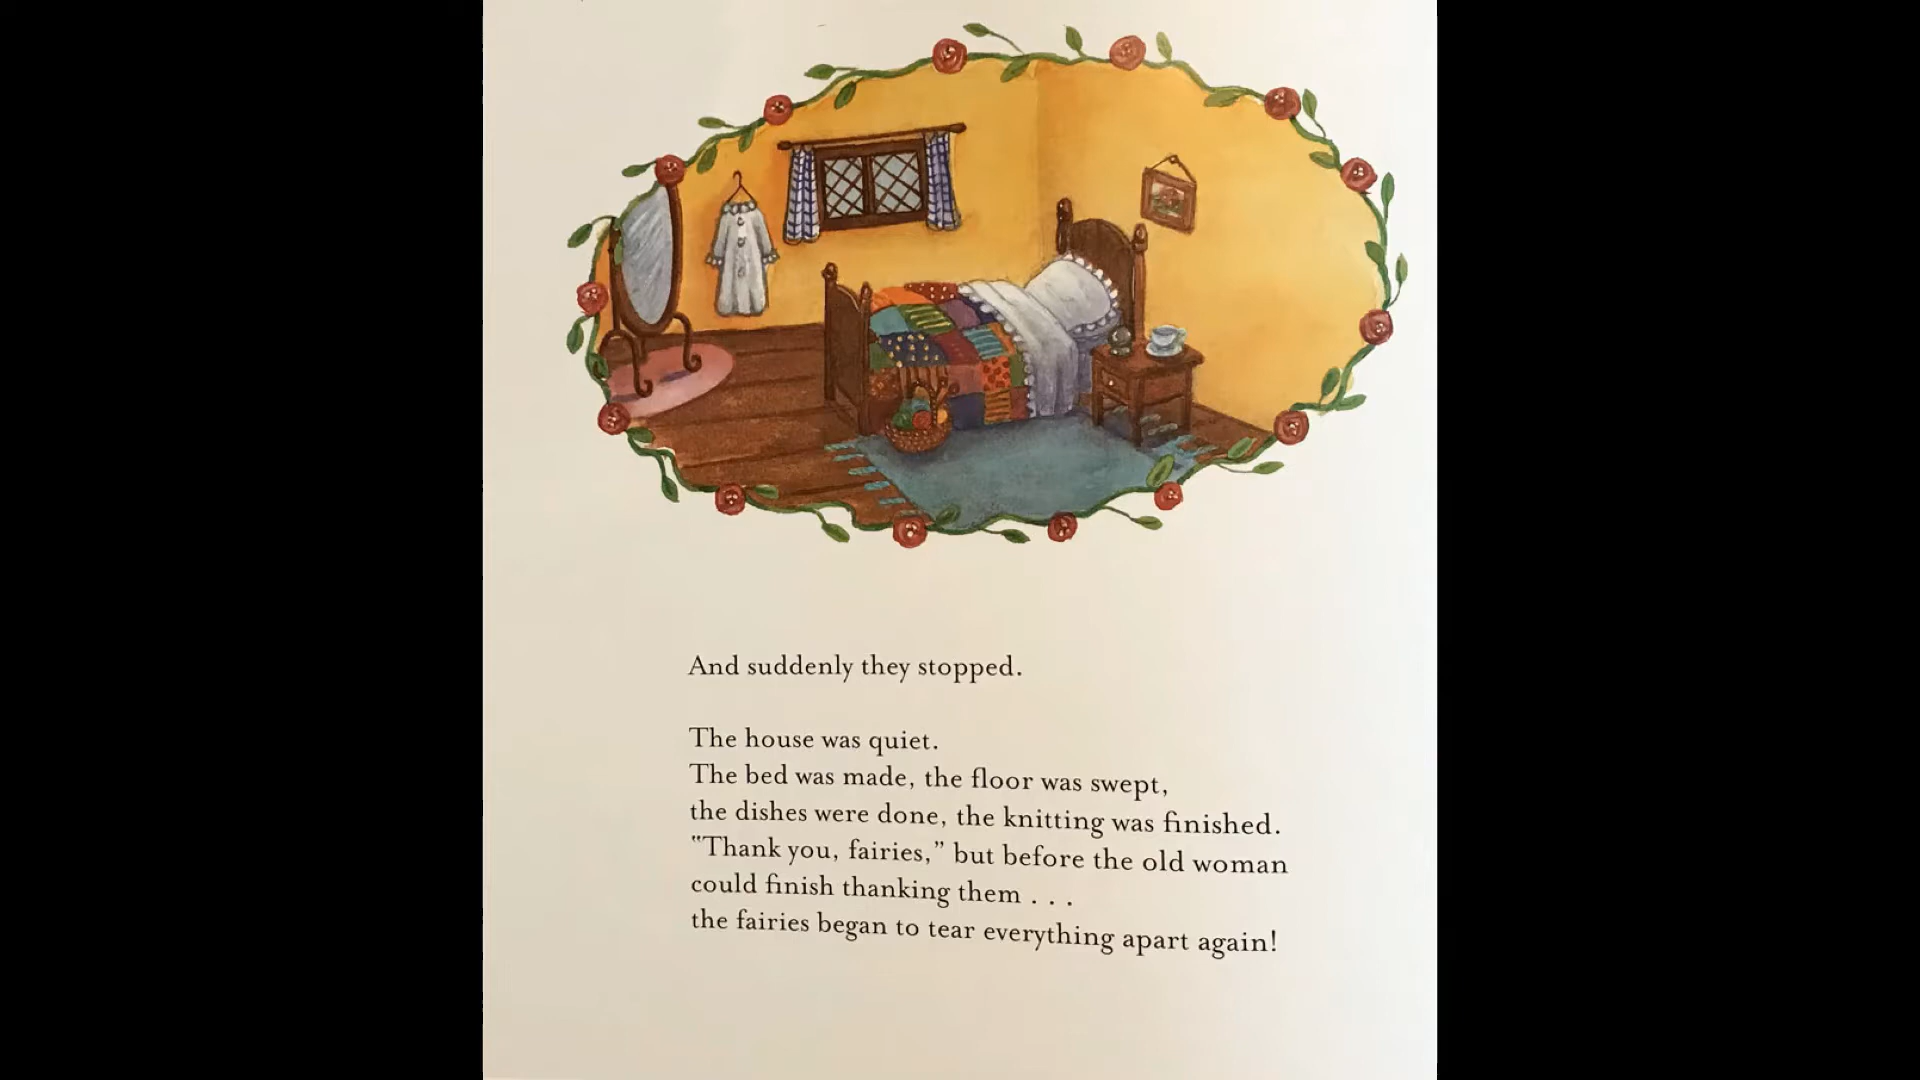 And suddenly they stopped.
The house was quiet.
The bed was made, the floor was swept,
the dishes were done, the knitting was finished.
"Thank you, fairies,” but before the old woman
could finish thanking them . . .
the fairies began to tear everything apart again!